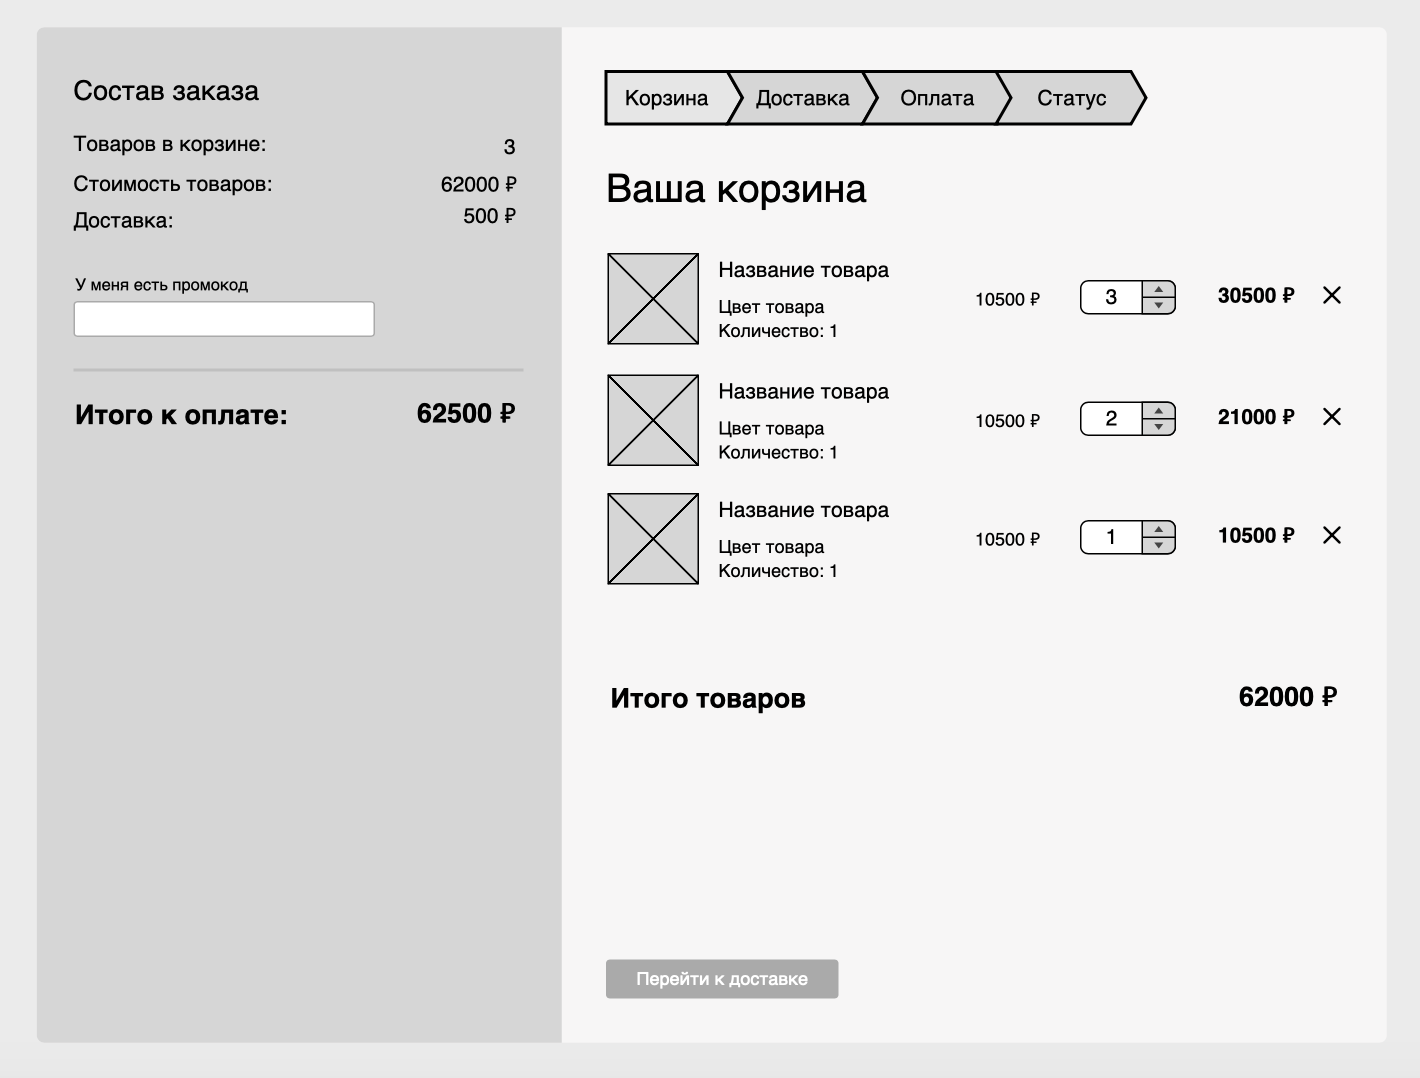 Состав заказа
Товаров в корзине: 3
Стоимость товаров: 62000 ₽
Доставка: 500 ₽
У меня есть промокод
Итого к оплате: 62500 ₽
Корзина Доставка Оплата Статус
Ваша корзина
Название товара
Цвет товара
Количество: 1
10500 ₽ 3 30500 ₽
Название товара
Цвет товара
Количество: 1
10500 ₽ 2 21000 ₽
Название товара
Цвет товара
Количество: 1
10500 ₽ 1 10500 ₽
Итого товаров 62000 ₽
Перейти к доставке